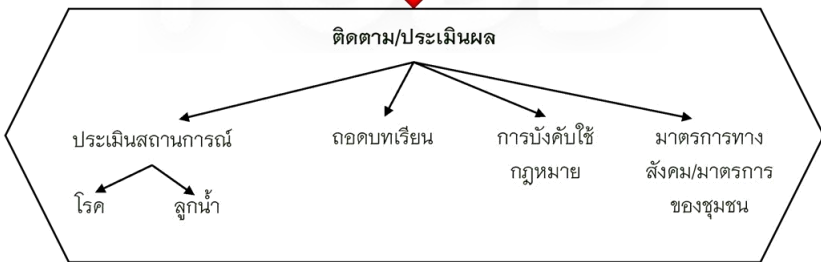 ติดตาม/ประเมินผล
ประเมินสถานการณ์
โรค
ลูกน้ำ
ถอดบทเรียน
การบังคับใช้
กฎหมาย
มาตรการทาง
สังคม/มาตรการ
ของชุมชน